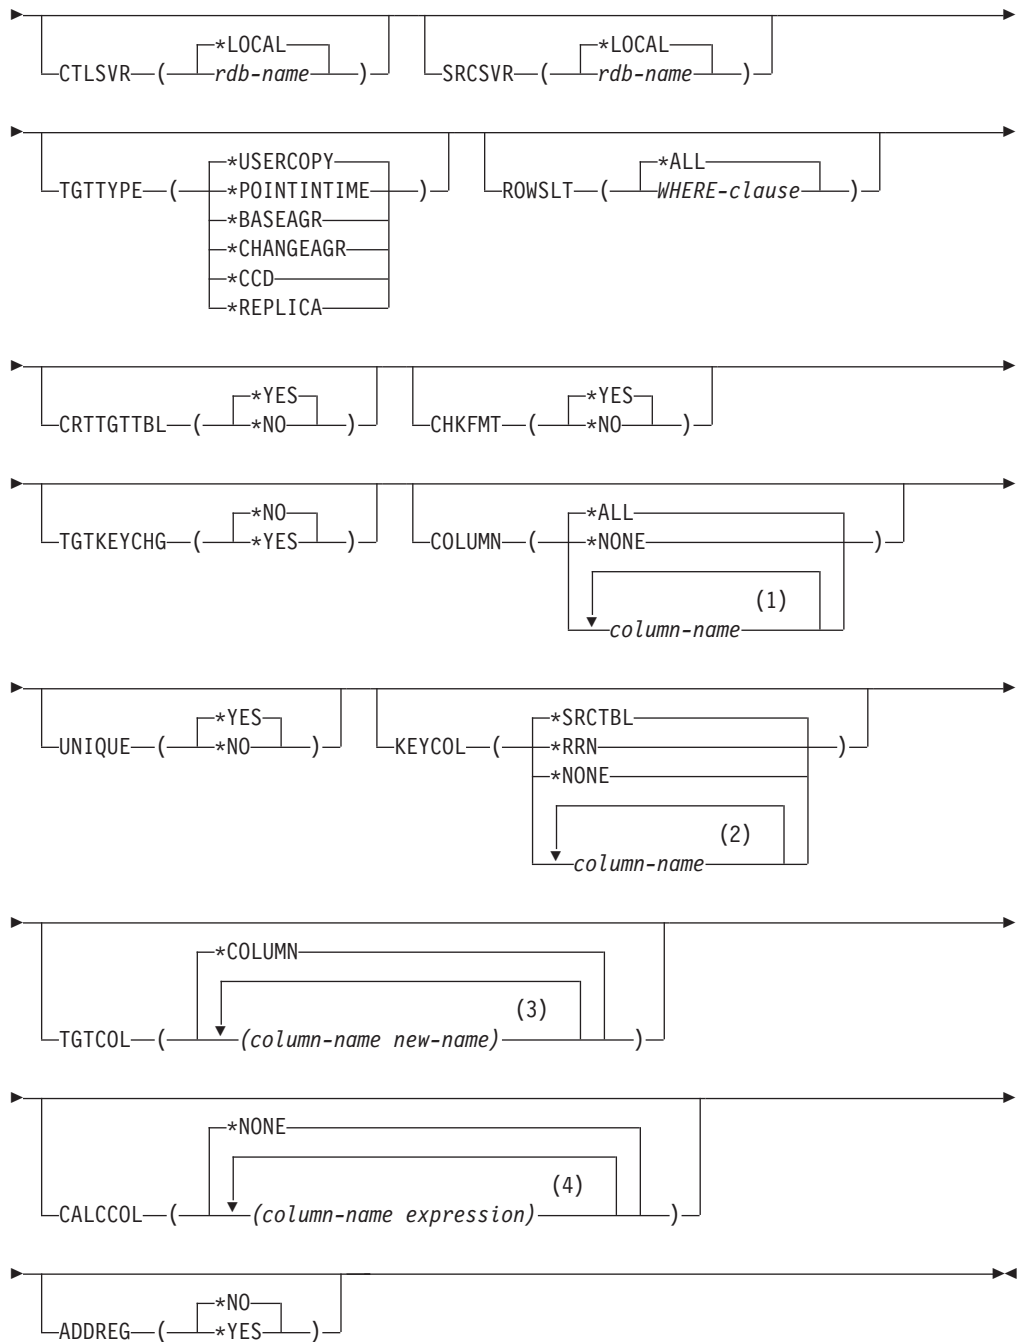 *LOCAL *LOCAL
CTLSVR ( rdb-name ) SRCSVR ( rdb-name )
*USERCOPY *ALL
TGTTYPE ( *POINTINTIME ) ROWSLT ( WHERE-clause )
*BASEAGR
*CHANGEAGR
*CCD
*REPLICA
*YES *YES
CRTTGTTBL ( *NO ) CHKFMT ( *NO )
*NO *ALL
TGTKEYCHG ( *YES ) COLUMN ( *NONE )
(1)
column-name
*YES *SRCTBL
UNIQUE ( *NO ) KEYCOL ( *RRN )
*NONE
(2)
column-name
*COLUMN
(3)
TGTCOL ( (column-name new-name) )
*NONE
(4)
CALCCOL ( (column-name expression) )
*NO
ADDREG ( *YES )